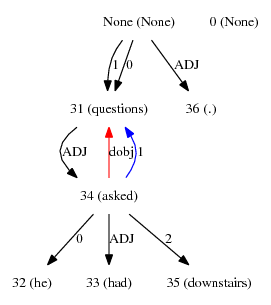 None (None) 0 (None)
1 0 ADJ
31 (questions) 36 (.)
ADJ dobj 1
34 (asked)
0 ADJ 2
32 (he) 33 (had) 35 (downstairs)